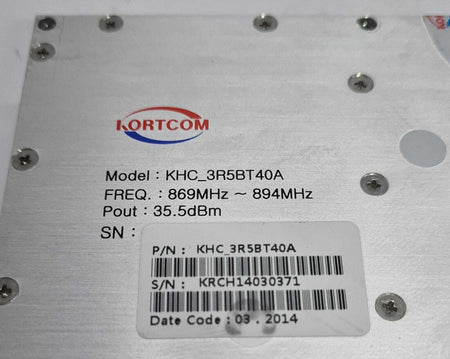 KORTCOM
Model : KHC_3R5BT40A
FREQ. : 869MHz ~ 894MHz
Pout : 35.5dBm
SN :
P/N : KHC_3R5BT40A
S/N : KRCH14030371
Date Code : 03 . 2014